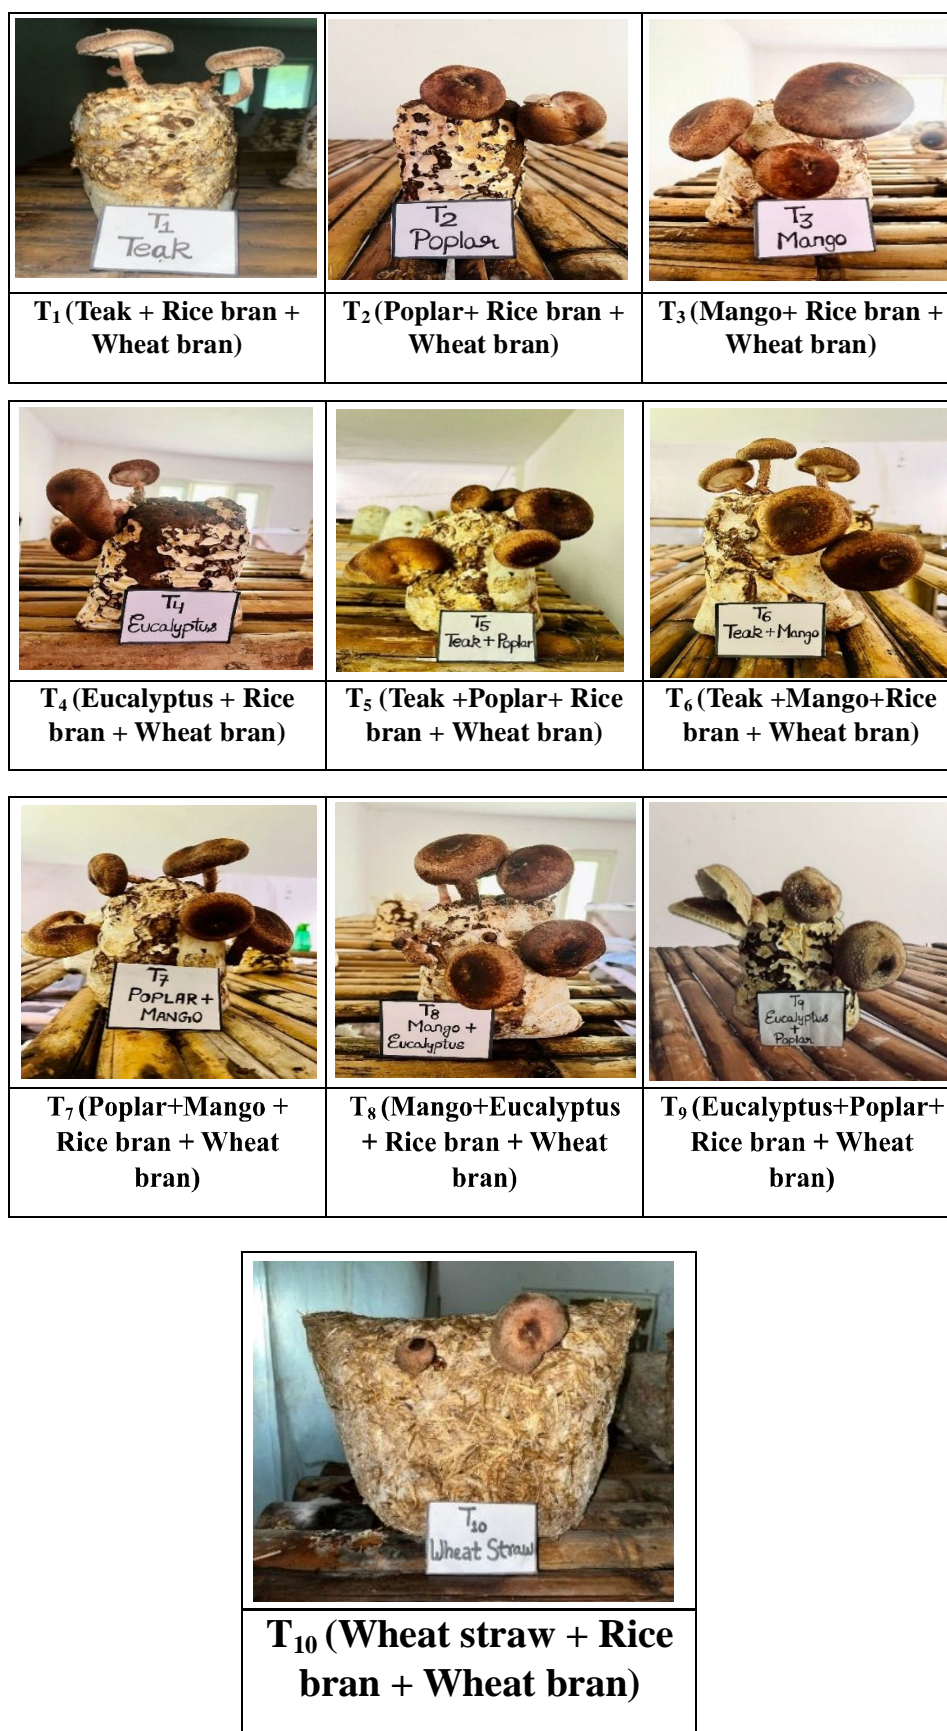 T1
Teak
T2
Poplar
T3
Mango
T₁ (Teak + Rice bran +
Wheat bran)
T₂ (Poplar+ Rice bran +
Wheat bran)
T₃ (Mango+ Rice bran +
Wheat bran)
T4
Eucalyptus
T5
Teak + Poplar
T6
Teak + Mango
T₄ (Eucalyptus + Rice
bran + Wheat bran)
T₅ (Teak +Poplar+ Rice
bran + Wheat bran)
T₆ (Teak +Mango+Rice
bran + Wheat bran)
T7
POPLAR +
MANGO
T8
Mango +
Eucalyptus
T9
Eucalyptus
+
Poplar
T₇ (Poplar+Mango +
Rice bran + Wheat
bran)
T₈ (Mango+Eucalyptus
+ Rice bran + Wheat
bran)
T₉ (Eucalyptus+Poplar+
Rice bran + Wheat
bran)
T10
Wheat Straw
T₁₀ (Wheat straw + Rice
bran + Wheat bran)